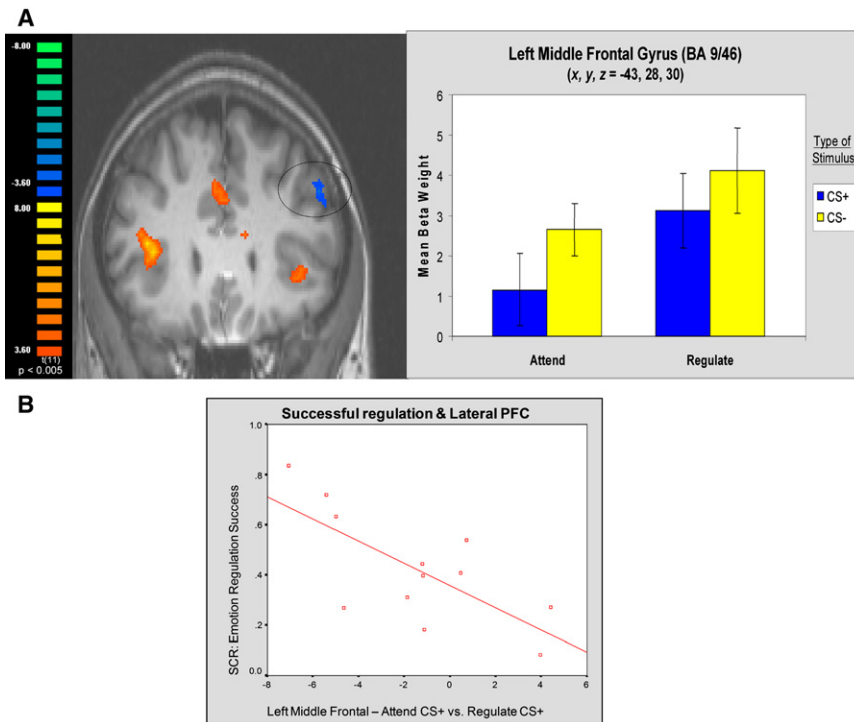 A
-8.00
-3.60
8.00
3.60
t(11)
p < 0.005
Left Middle Frontal Gyrus (BA 9/46)
(x, y, z = -43, 28, 30)
Mean Beta Weight
6
5
4
3
2
1
0
Attend
Regulate
Type of
Stimulus
CS+
CS-
B
Successful regulation & Lateral PFC
SCR: Emotion Regulation Success
1.0
.8
.6
.4
.2
0.0
-8
-6
-4
-2
0
2
4
6
Left Middle Frontal – Attend CS+ vs. Regulate CS+